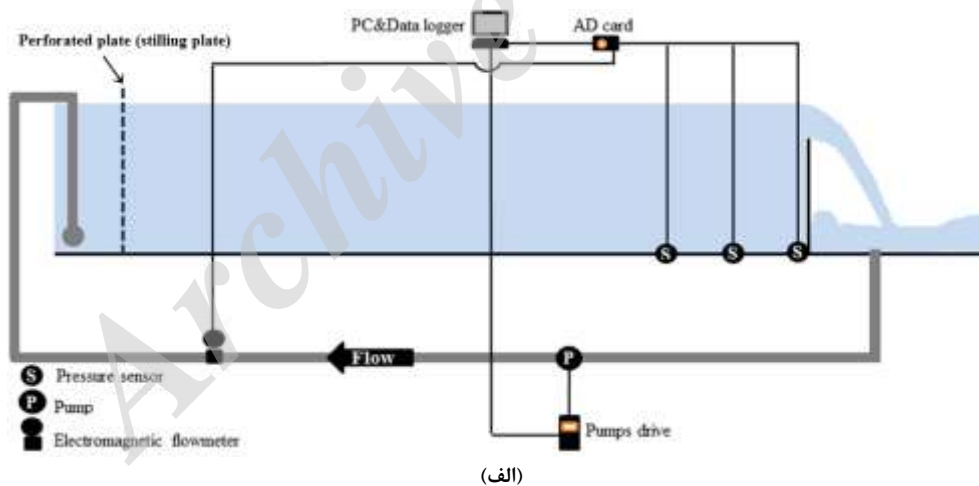 PC&Data logger
AD card
Perforated plate (stilling plate)
S
S
S
Flow
P
S Pressure sensor
P Pump
Electromagnetic flowmeter
Pumps drive
(الف)
Archive